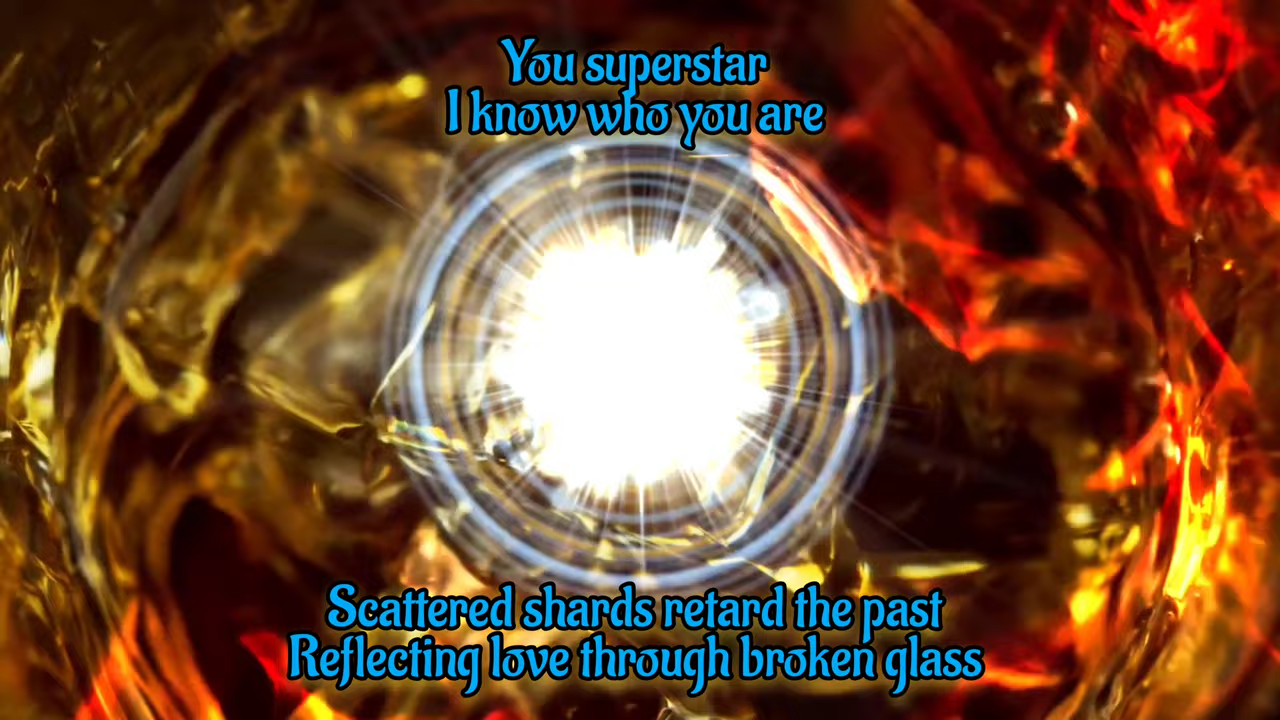 You superstar
I know who you are
Scattered shards retard the past
Reflecting love through broken glass